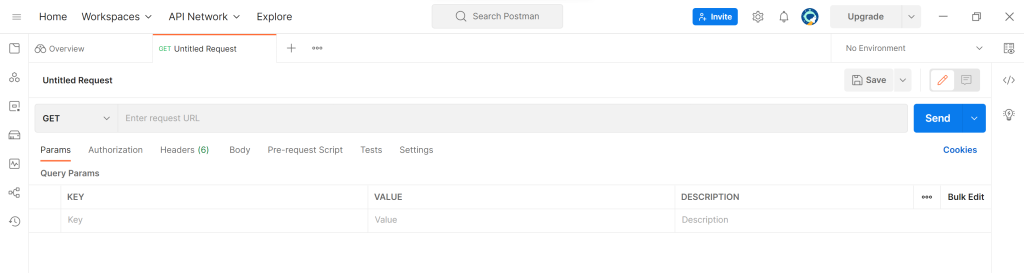 Home Workspaces API Network Explore Search Postman Invite Upgrade
Overview GET Untitled Request No Environment
Untitled Request Save
GET Enter request URL Send
Params Authorization Headers (6) Body Pre-request Script Tests Settings Cookies
Query Params
KEY VALUE DESCRIPTION Bulk Edit
Key Value Description